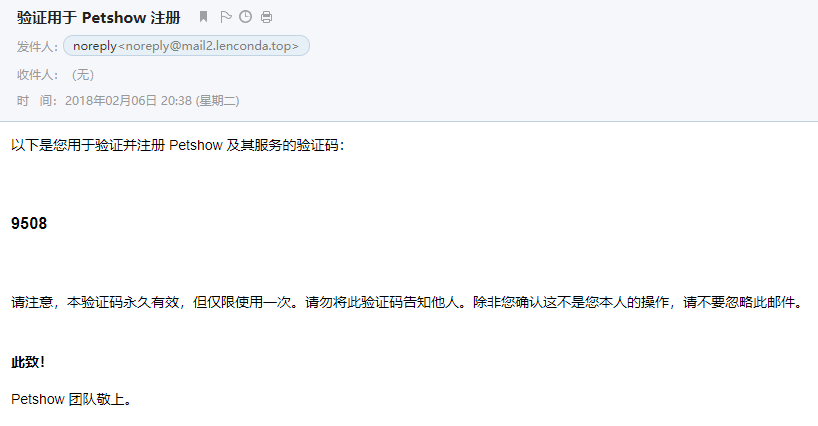 验证用于 Petshow 注册
发件人：noreply<noreply@mail2.lenconda.top>
收件人：（无）
时 间：2018年02月06日 20:38 (星期二)
以下是您用于验证并注册 Petshow 及其服务的验证码：
9508
请注意，本验证码永久有效，但仅限使用一次。请勿将此验证码告知他人。除非您确认这不是您本人的操作，请不要忽略此邮件。
此致！
Petshow 团队敬上。